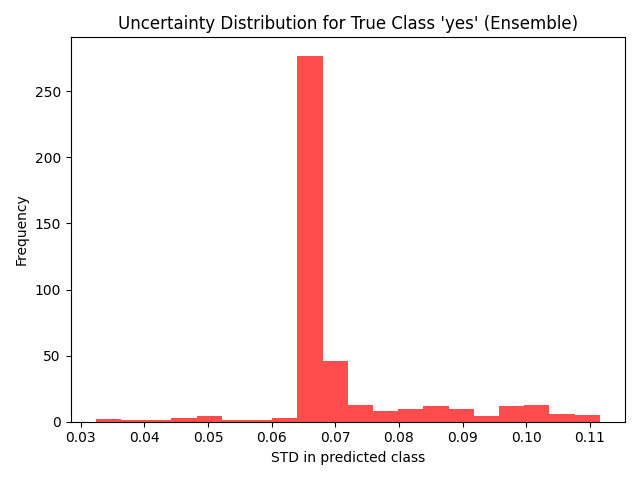 Uncertainty Distribution for True Class 'yes' (Ensemble)
Frequency
250
200
150
100
50
0
0.03 0.04 0.05 0.06 0.07 0.08 0.09 0.10 0.11
STD in predicted class